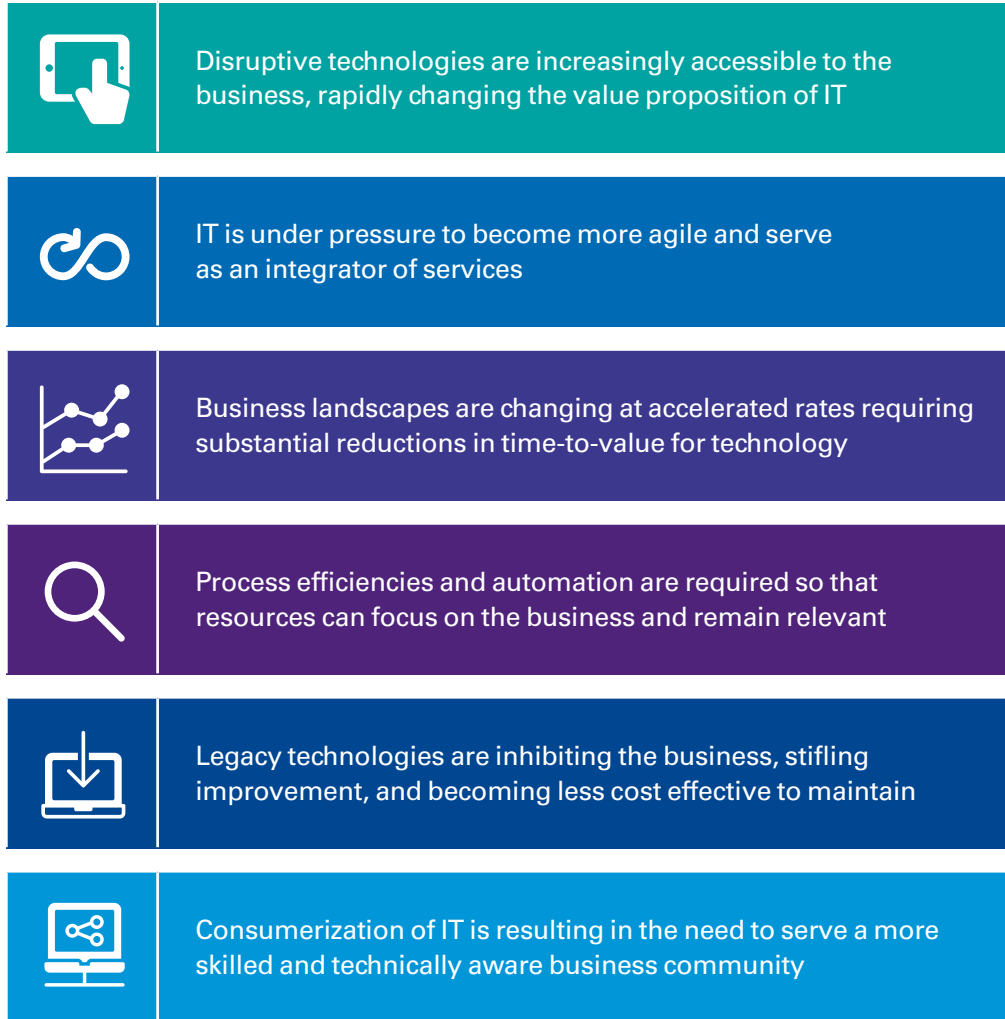 Disruptive technologies are increasingly accessible to the
business, rapidly changing the value proposition of IT
IT is under pressure to become more agile and serve
as an integrator of services
Business landscapes are changing at accelerated rates requiring
substantial reductions in time-to-value for technology
Process efficiencies and automation are required so that
resources can focus on the business and remain relevant
Legacy technologies are inhibiting the business, stifling
improvement, and becoming less cost effective to maintain
Consumerization of IT is resulting in the need to serve a more
skilled and technically aware business community